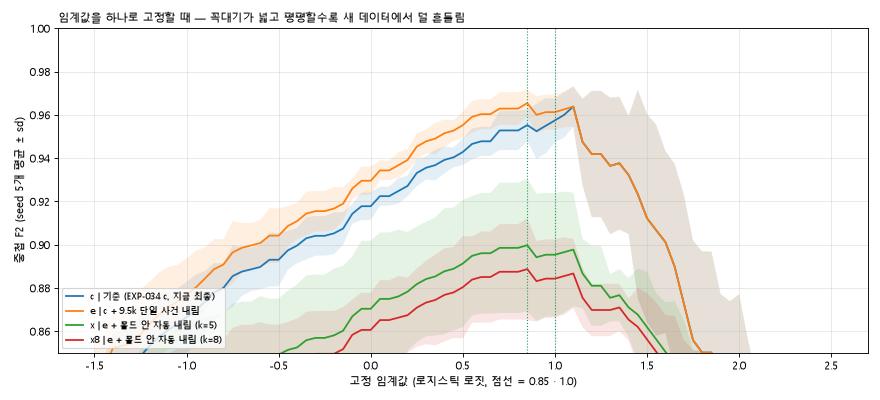 임계값을 하나로 고정할 때 — 꼭대기가 넓고 평평할수록 새 데이터에서 덜 흔들림
1.00
0.98
0.96
0.94
0.92
0.90
0.88
0.86
중첩 F2 (seed 5개 평균 ± sd)
c | 기준 (EXP-034 c, 지금 최종)
e | c + 9.5k 단일 사건 내림
x | e + 폴드 안 자동 내림 (k=5)
x8 | e + 폴드 안 자동 내림 (k=8)
-1.5 -1.0 -0.5 0.0 0.5 1.0 1.5 2.0 2.5
고정 임계값 (로지스틱 로짓, 점선 = 0.85 · 1.0)